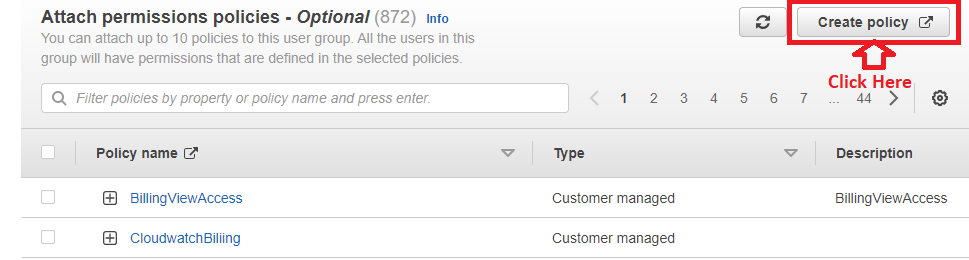 Attach permissions policies - Optional (872) Info
You can attach up to 10 policies to this user group. All the users in this
group will have permissions that are defined in the selected policies.
Create policy
Click Here
Filter policies by property or policy name and press enter.
1 2 3 4 5 6 7 ... 44
Policy name Type Description
BillingViewAccess Customer managed BillingViewAccess
CloudwatchBiliing Customer managed